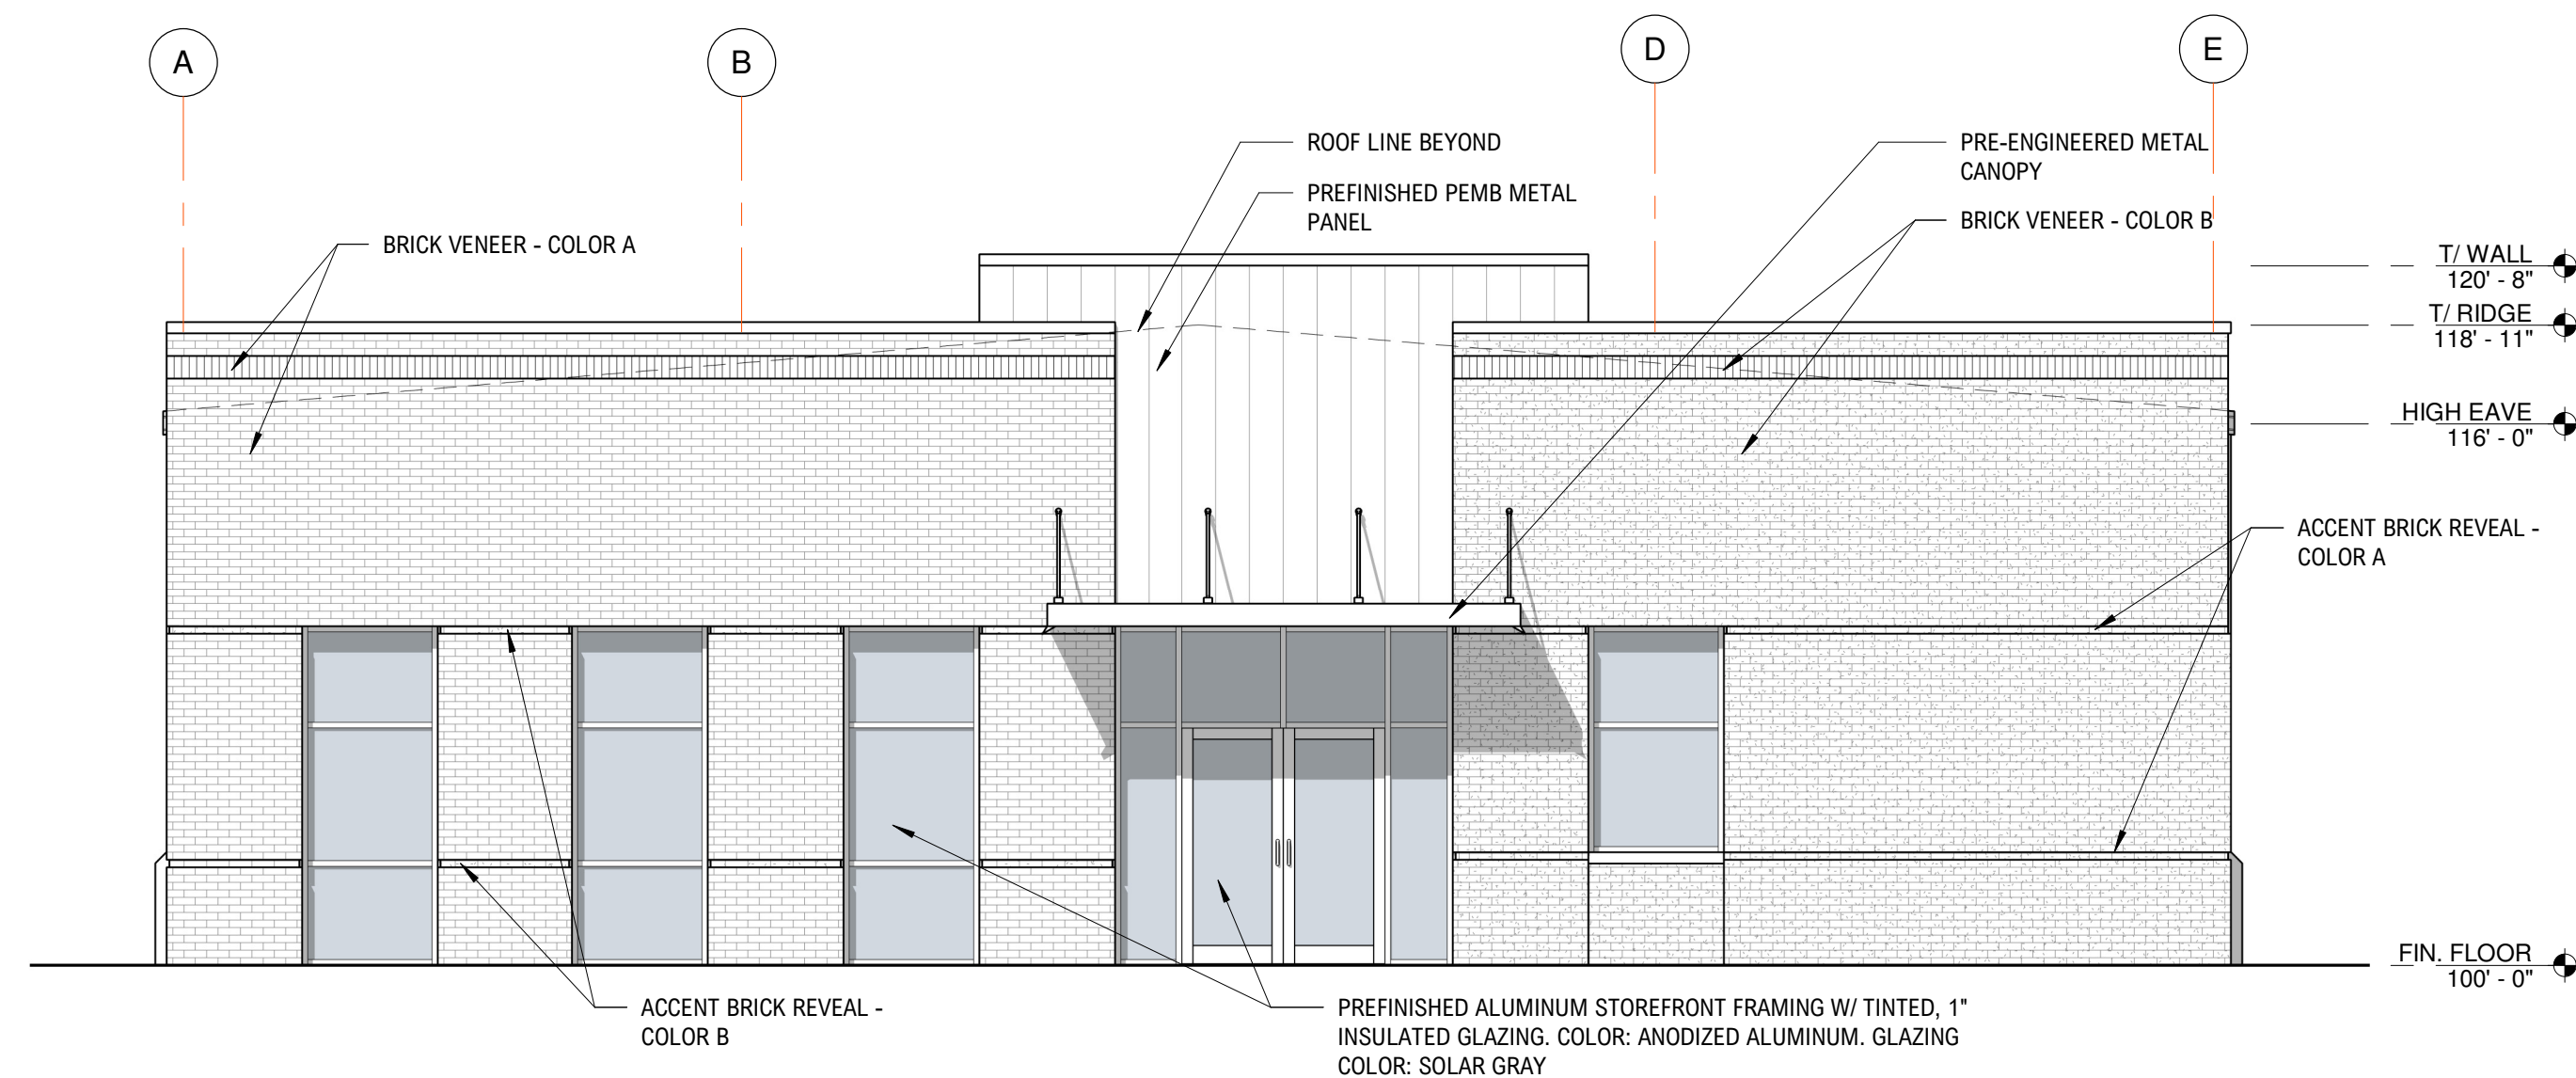 A
B
D
E
ROOF LINE BEYOND
PRE-ENGINEERED METAL
CANOPY
PREFINISHED PEMB METAL
PANEL
BRICK VENEER - COLOR B
BRICK VENEER - COLOR A
T/ WALL
120' - 8"
T/ RIDGE
118' - 11"
HIGH EAVE
116' - 0"
ACCENT BRICK REVEAL -
COLOR A
FIN. FLOOR
100' - 0"
ACCENT BRICK REVEAL -
COLOR B
PREFINISHED ALUMINUM STOREFRONT FRAMING W/ TINTED, 1"
INSULATED GLAZING. COLOR: ANODIZED ALUMINUM. GLAZING
COLOR: SOLAR GRAY